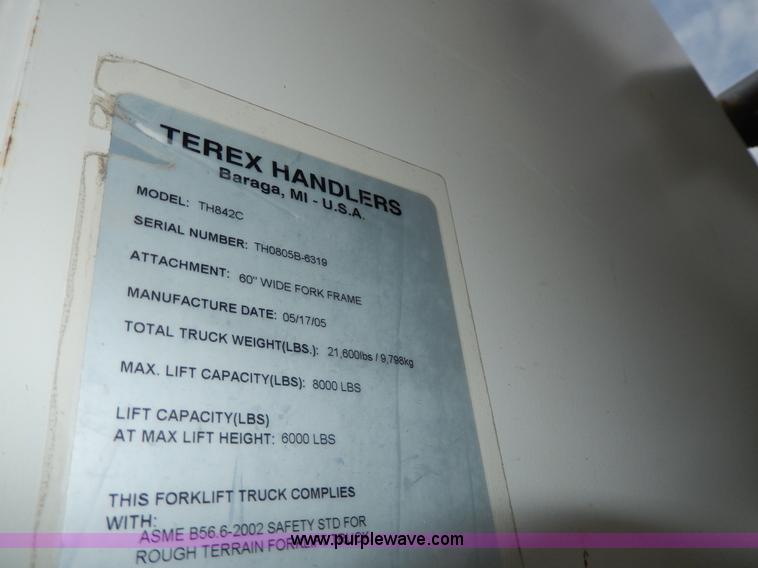 TEREX HANDLERS
Baraga, MI - U.S.A.
MODEL: TH842C
SERIAL NUMBER: TH0805B-6319
ATTACHMENT: 60" WIDE FORK FRAME
MANUFACTURE DATE: 05/17/05
TOTAL TRUCK WEIGHT(LBS.): 21,600lbs / 9,798kg
MAX. LIFT CAPACITY(LBS): 8000 LBS
LIFT CAPACITY(LBS)
AT MAX LIFT HEIGHT: 6000 LBS
THIS FORKLIFT TRUCK COMPLIES
WITH:
ASME B56.6-2002 SAFETY STD FOR
ROUGH TERRAIN
www.purplewave.com